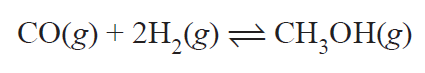 CO(g) + 2H₂(g) ⇌ CH₃OH(g)